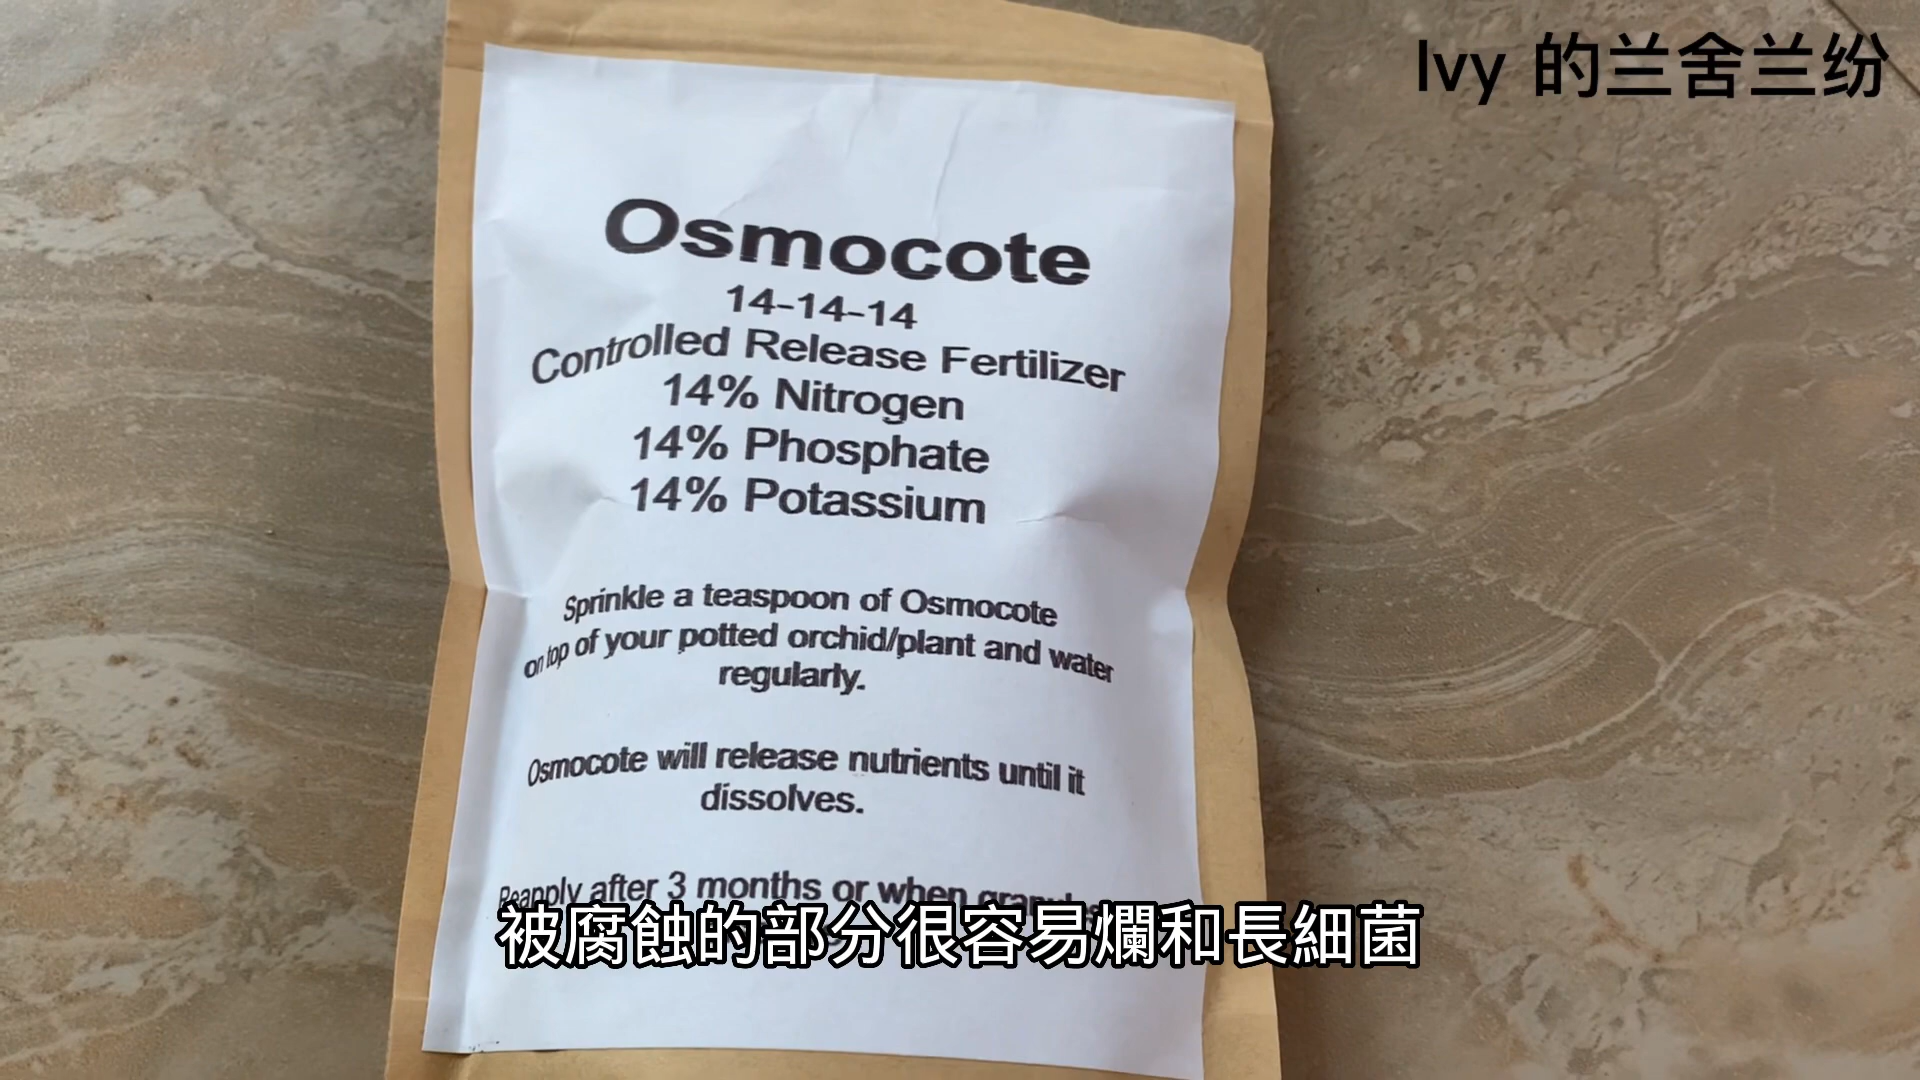 Ivy 的兰舍兰纷
Osmocote
14-14-14
Controlled Release Fertilizer
14% Nitrogen
14% Phosphate
14% Potassium
Sprinkle a teaspoon of Osmocote
on top of your potted orchid/plant and water
regularly.
Osmocote will release nutrients until it
dissolves.
Reapply after 3 months or when
被腐蝕的部分很容易爛和長細菌